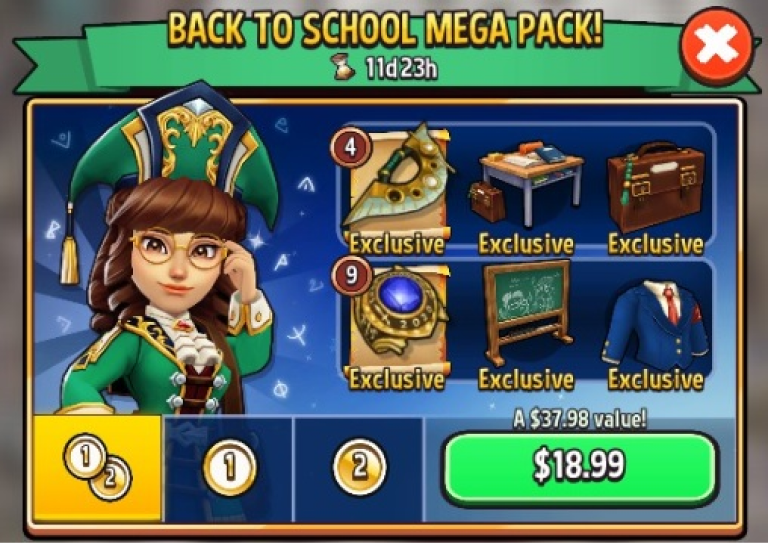 BACK TO SCHOOL MEGA PACK!
11d23h
4
Exclusive Exclusive Exclusive
9
Exclusive Exclusive Exclusive
A $37.98 value!
1 2
1
2
$18.99